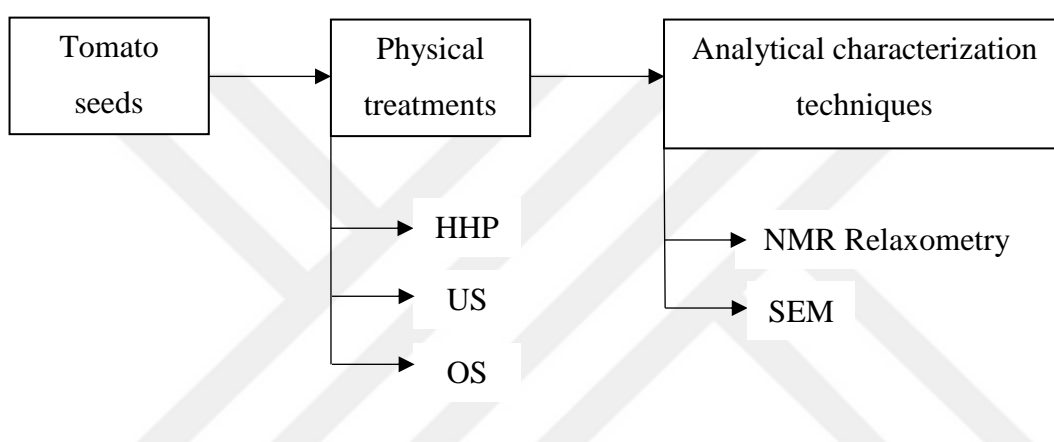 Tomato
seeds
Physical
treatments
Analytical characterization
techniques
HHP
US
OS
NMR Relaxometry
SEM